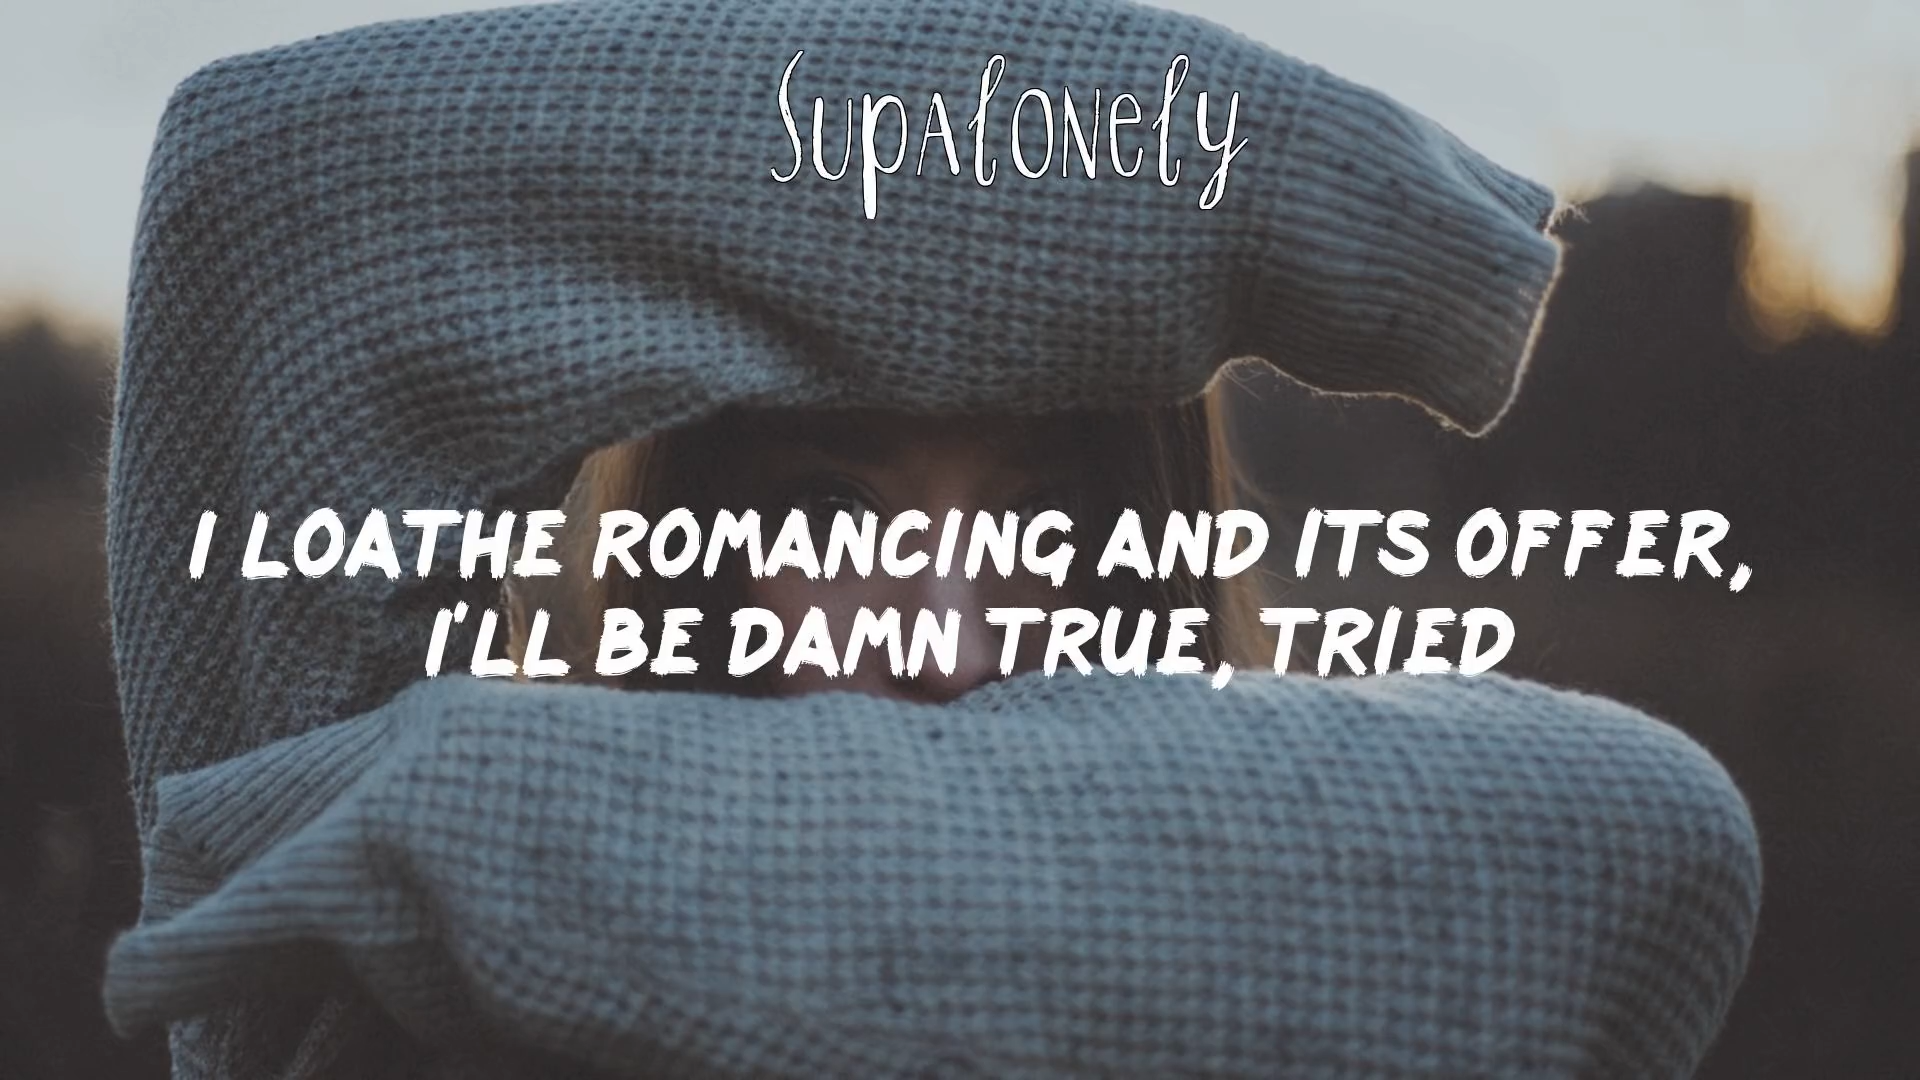 Supalonely
I LOATHE ROMANCING AND ITS OFFER,
I'LL BE DAMN TRUE, TRIED